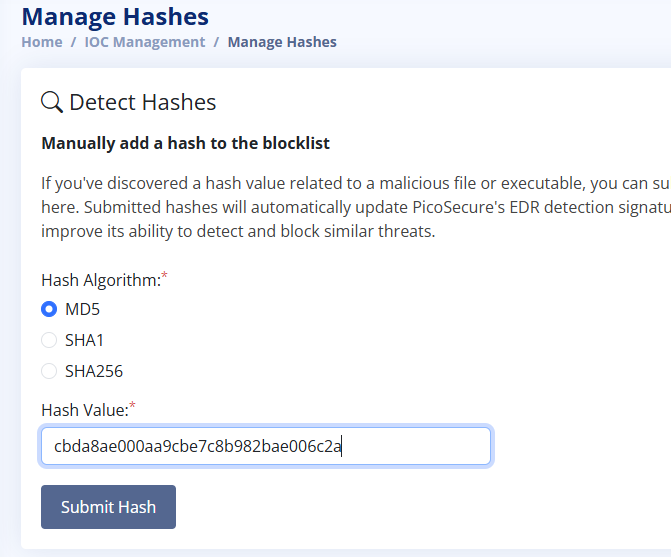 Manage Hashes
Home / IOC Management / Manage Hashes
Detect Hashes
Manually add a hash to the blocklist
If you've discovered a hash value related to a malicious file or executable, you can su
here. Submitted hashes will automatically update PicoSecure's EDR detection signatu
improve its ability to detect and block similar threats.
Hash Algorithm:*
MD5
SHA1
SHA256
Hash Value:*
cbda8ae000aa9cbe7c8b982bae006c2a
Submit Hash